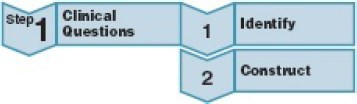 Step 1 Clinical
Questions
1 Identify
2 Construct